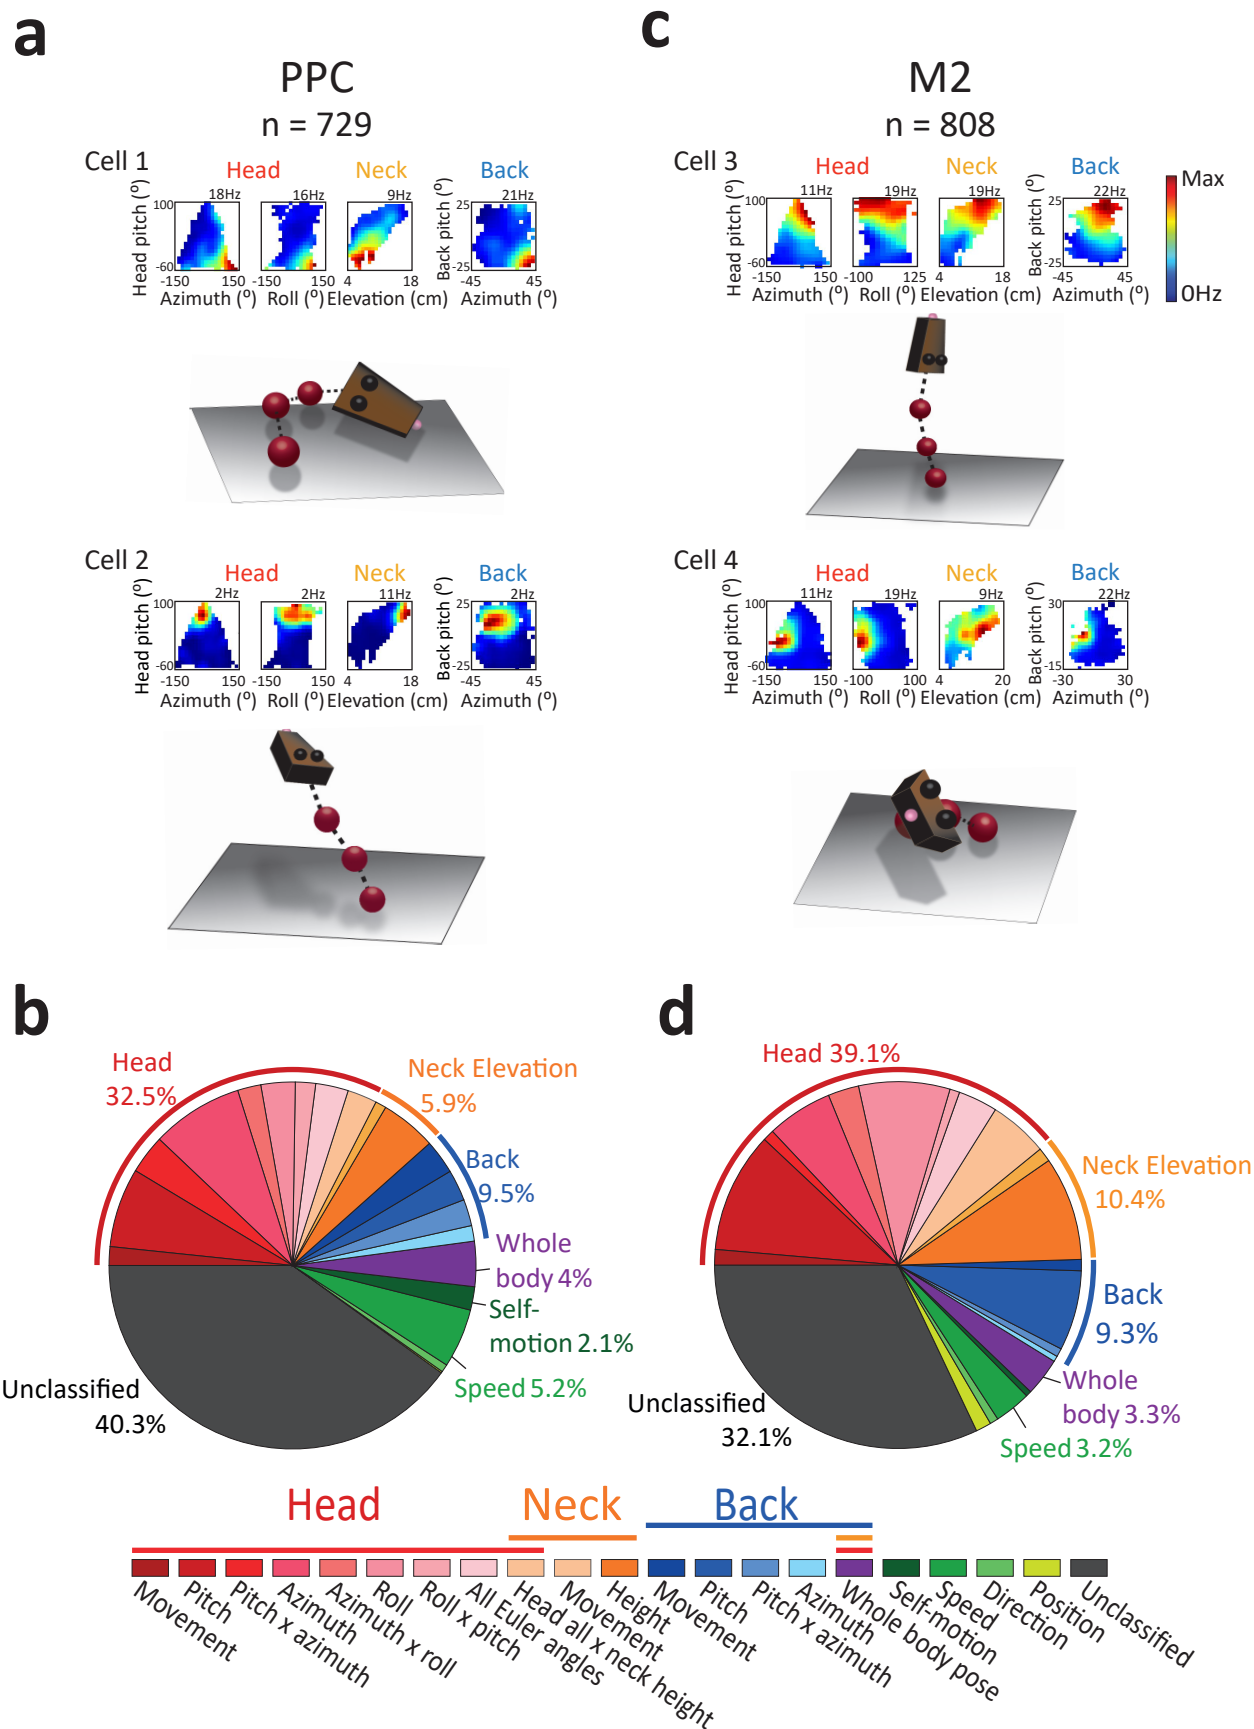 a
PPC
n = 729
Cell 1
Head
Neck
Back
Head pitch (°)
100
-60
18Hz
16Hz
9Hz
Back pitch (°)
25
-25
21Hz
-150 150
-150 150
4 18
-45 45
Azimuth (°)
Roll (°)
Elevation (cm)
Azimuth (°)
Cell 2
Head
Neck
Back
Head pitch (°)
100
-60
2Hz
2Hz
11Hz
Back pitch (°)
25
-25
2Hz
-150 150
-150 150
4 18
-45 45
Azimuth (°)
Roll (°)
Elevation (cm)
Azimuth (°)
c
M2
n = 808
Cell 3
Head
Neck
Back
Head pitch (°)
100
-60
11Hz
19Hz
19Hz
Back pitch (°)
25
-25
22Hz
-150 150
-100 125
4 18
-45 45
Azimuth (°)
Roll (°)
Elevation (cm)
Azimuth (°)
Max
0Hz
Cell 4
Head
Neck
Back
Head pitch (°)
100
-60
11Hz
19Hz
9Hz
Back pitch (°)
30
-15
22Hz
-150 150
-100 100
4 20
-30 30
Azimuth (°)
Roll (°)
Elevation (cm)
Azimuth (°)
b
Head
32.5%
Neck Elevation
5.9%
Back
9.5%
Whole
body 4%
Self-
motion 2.1%
Speed 5.2%
Unclassified
40.3%
d
Head 39.1%
Neck Elevation
10.4%
Back
9.3%
Whole
body 3.3%
Speed 3.2%
Unclassified
32.1%
Head
Neck
Back
Movement
Pitch
Pitch x azimuth
Azimuth
Azimuth x roll
Roll
Roll x pitch
All Euler angles
Head all x neck height
Movement
Height
Movement
Pitch
Pitch x azimuth
Azimuth
Whole body pose
Self-motion
Speed
Direction
Position
Unclassified